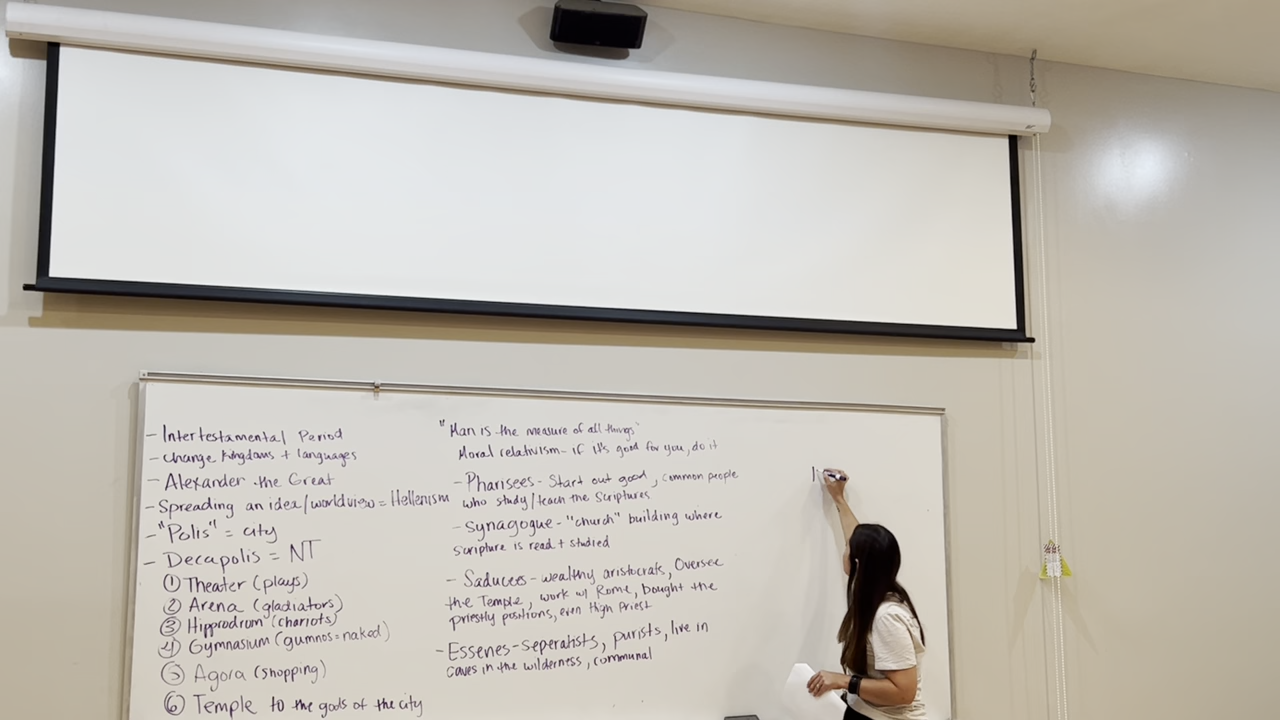 - Intertestamental Period
- Change kingdoms + languages
- Alexander the Great
- Spreading an idea/worldview = Hellenism
- "Polis" = city
- Decapolis = NT
① Theater (plays)
② Arena (gladiators)
③ Hipprodrom (chariots)
④ Gymnasium (gumnos=naked)
⑤ Agora (shopping)
⑥ Temple to the gods of the city
"Man is the measure of all things"
Moral relativism- if it's good for you, do it
- Pharisees- Start out good, common people
who study/teach the Scriptures
- Synagogue- "church" building where
scripture is read + studied
- Saducees- wealthy aristocrats, Oversee
the Temple, work w/ Rome, bought the
priestly positions, even High Priest
- Essenes-seperatists, purists, live in
caves in the wilderness, communal